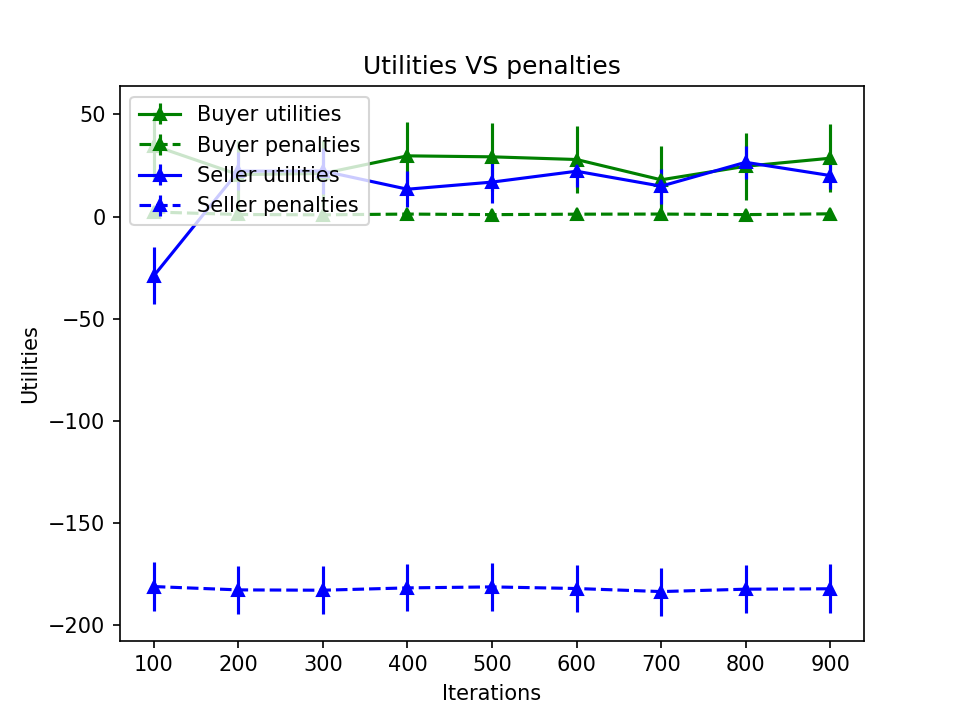 Utilities VS penalties
Buyer utilities
Buyer penalties
Seller utilities
Seller penalties
50
0
−50
−100
−150
−200
Utilities
100 200 300 400 500 600 700 800 900
Iterations